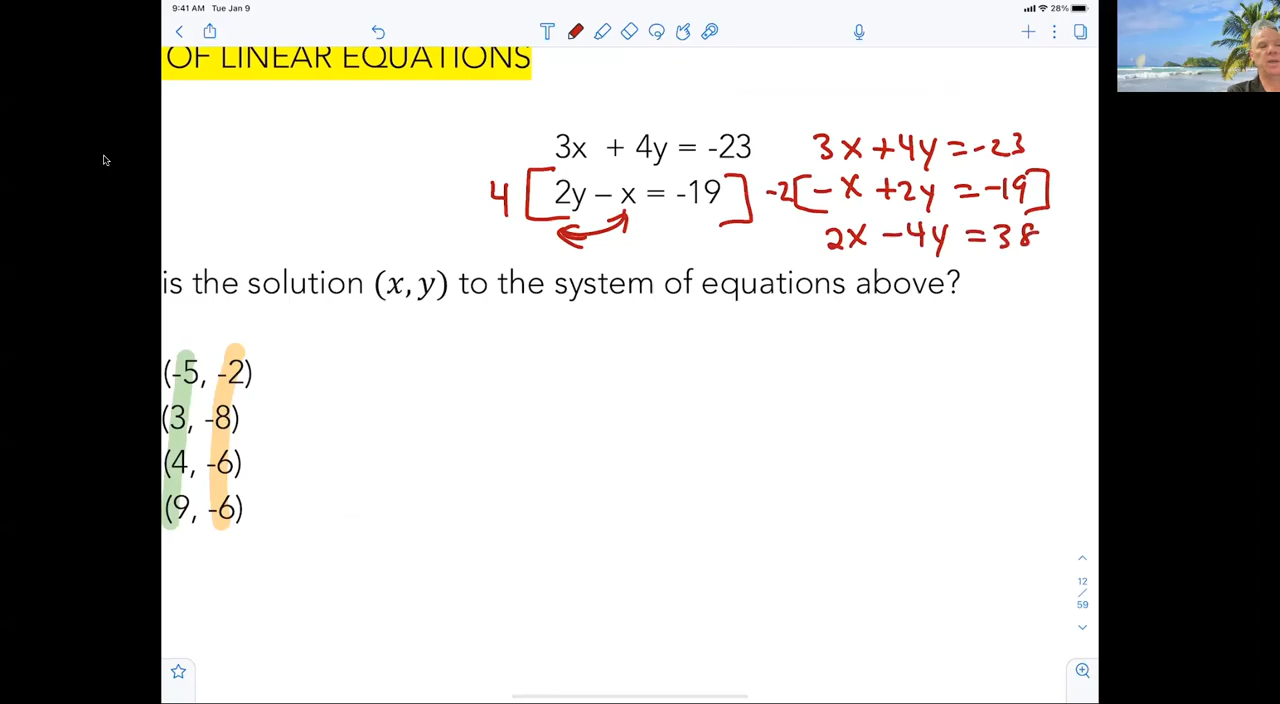 9:41 AM Tue Jan 9
28%
OF LINEAR EQUATIONS
3x + 4y = -23
3x + 4y = -23
4 [ 2y – x = -19 ]
-2 [ -x + 2y = -19 ]
2x - 4y = 38
is the solution (x, y) to the system of equations above?
(-5, -2)
(3, -8)
(4, -6)
(9, -6)
12
/
59